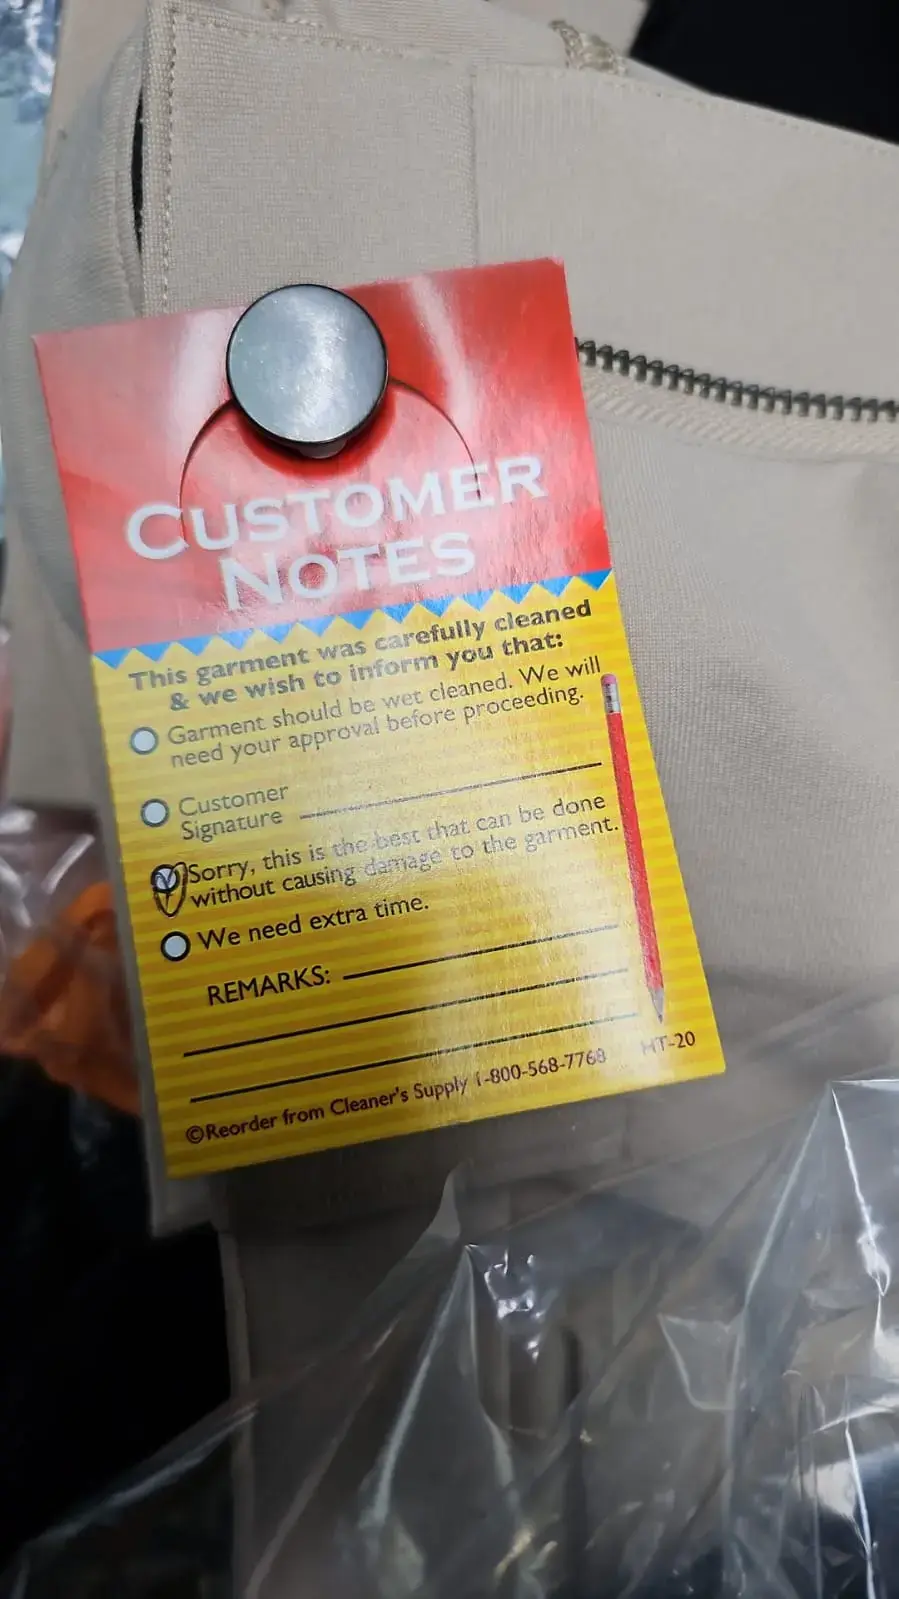 CUSTOMER
NOTES
This garment was carefully cleaned
& we wish to inform you that:
Garment should be wet cleaned. We will
need your approval before proceeding.
Customer
Signature
Sorry, this is the best that can be done
without causing damage to the garment.
We need extra time.
REMARKS:
©Reorder from Cleaner's Supply 1-800-568-7768 HT-20